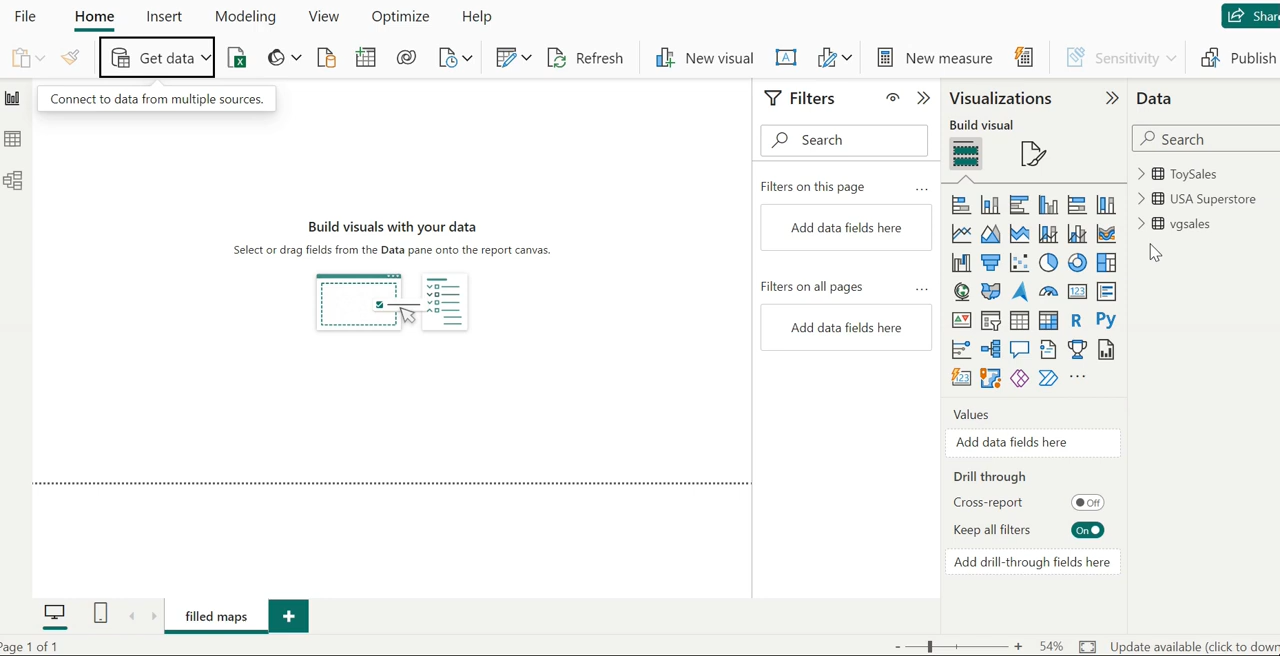 File Home Insert Modeling View Optimize Help Share
Get data Refresh New visual A New measure Sensitivity Publish
Connect to data from multiple sources.
Build visuals with your data
Select or drag fields from the Data pane onto the report canvas.
Filters
Search
Filters on this page ...
Add data fields here
Filters on all pages ...
Add data fields here
Visualizations
Build visual
123
R Py
123 ...
Values
Add data fields here
Drill through
Cross-report Off
Keep all filters On
Add drill-through fields here
Data
Search
ToySales
USA Superstore
vgsales
filled maps +
Page 1 of 1 - + 54% Update available (click to down